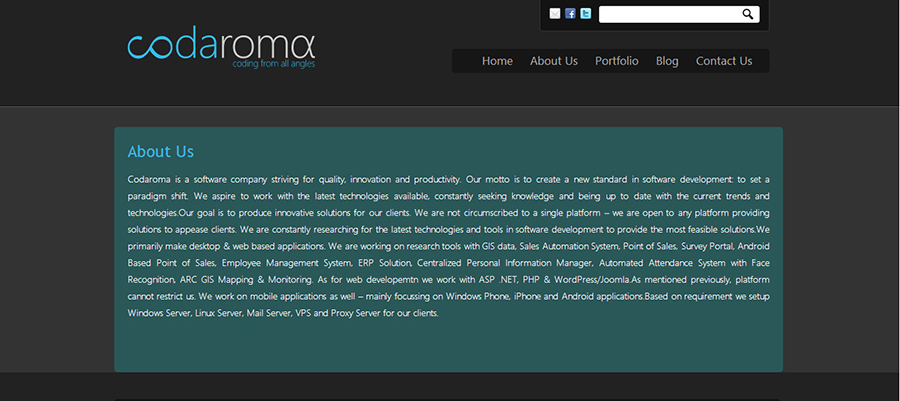 codaromα
coding from all angles
Home About Us Portfolio Blog Contact Us
About Us
Codaroma is a software company striving for quality, innovation and productivity. Our motto is to create a new standard in software development: to set a
paradigm shift. We aspire to work with the latest technologies available, constantly seeking knowledge and being up to date with the current trends and
technologies.Our goal is to produce innovative solutions for our clients. We are not circumscribed to a single platform – we are open to any platform providing
solutions to appease clients. We are constantly researching for the latest technologies and tools in software development to provide the most feasible solutions.We
primarily make desktop & web based applications. We are working on research tools with GIS data, Sales Automation System, Point of Sales, Survey Portal, Android
Based Point of Sales, Employee Management System, ERP Solution, Centralized Personal Information Manager, Automated Attendance System with Face
Recognition, ARC GIS Mapping & Monitoring. As for web developemtn we work with ASP .NET, PHP & WordPress/Joomla.As mentioned previously, platform
cannot restrict us. We work on mobile applications as well – mainly focussing on Windows Phone, iPhone and Android applications.Based on requirement we setup
Windows Server, Linux Server, Mail Server, VPS and Proxy Server for our clients.